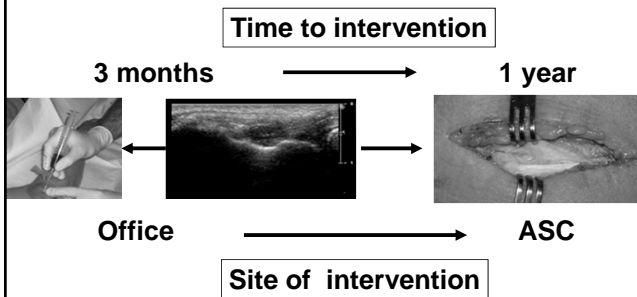 Time to intervention
3 months
1 year
Office
ASC
Site of intervention